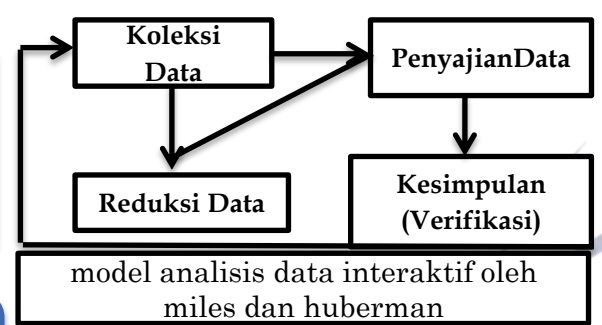 Koleksi
Data
PenyajianData
Reduksi Data
Kesimpulan
(Verifikasi)
model analisis data interaktif oleh
miles dan huberman